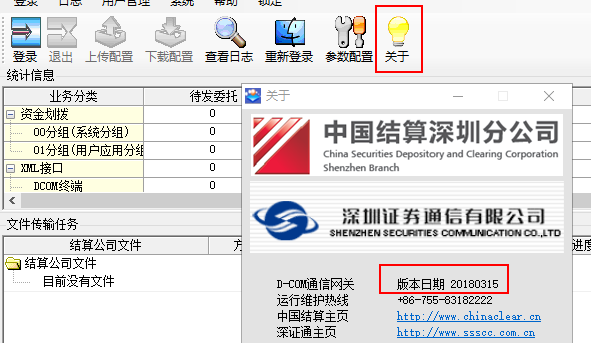 登录 日志 用户管理 系统 帮助 锁定
登录 退出 上传配置 下载配置 查看日志 重新登录 参数配置 关于
统计信息
业务分类 待发委托
资金划拨 0
00分组(系统分组) 0
01分组(用户应用分组 0
XML接口 0
DCOM终端 0
文件传输任务
结算公司文件
进度
结算公司文件
目前没有文件
关于
中国结算深圳分公司
China Securities Depository and Clearing Corporation
Shenzhen Branch
深圳证券通信有限公司
SHENZHEN SECURITIES COMMUNICATION CO.,LTD
D-COM通信网关 版本日期 20180315
运行维护热线 +86-755-83182222
中国结算主页 http://www.chinaclear.cn
深证通主页 http://www.sscc.com.cn